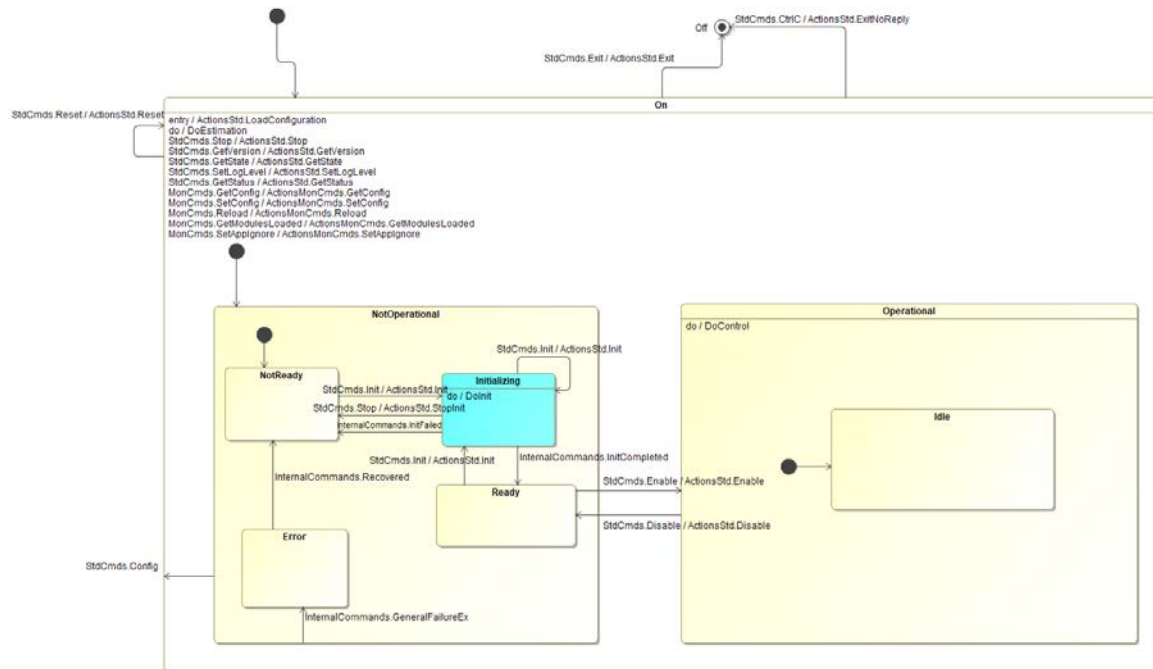 StdCmds.CtrlC / ActionsStd.ExitNoReply
Off
StdCmds.Exit / ActionsStd.Exit
On
StdCmds.Reset / ActionsStd.Reset
entry / ActionsStd.LoadConfiguration
do / DoEstimation
StdCmds.Stop / ActionsStd.Stop
StdCmds.GetVersion / ActionsStd.GetVersion
StdCmds.GetState / ActionsStd.GetState
StdCmds.SetLogLevel / ActionsStd.SetLogLevel
StdCmds.GetStatus / ActionsStd.GetStatus
MonCmds.GetConfig / ActionsMonCmds.GetConfig
MonCmds.SetConfig / ActionsMonCmds.SetConfig
MonCmds.Reload / ActionsMonCmds.Reload
MonCmds.GetModulesLoaded / ActionsMonCmds.GetModulesLoaded
MonCmds.SetAppIgnore / ActionsMonCmds.SetAppIgnore
NotOperational
Operational
do / DoControl
StdCmds.Init / ActionsStd.Init
NotReady
Initializing
StdCmds.Init / ActionsStd.Init
do / DoInit
StdCmds.Stop / ActionsStd.StopInit
InternalCommands.InitFailed
Idle
StdCmds.Init / ActionsStd.Init
InternalCommands.InitCompleted
InternalCommands.Recovered
StdCmds.Enable / ActionsStd.Enable
Ready
StdCmds.Disable / ActionsStd.Disable
Error
StdCmds.Config
InternalCommands.GeneralFailureEx